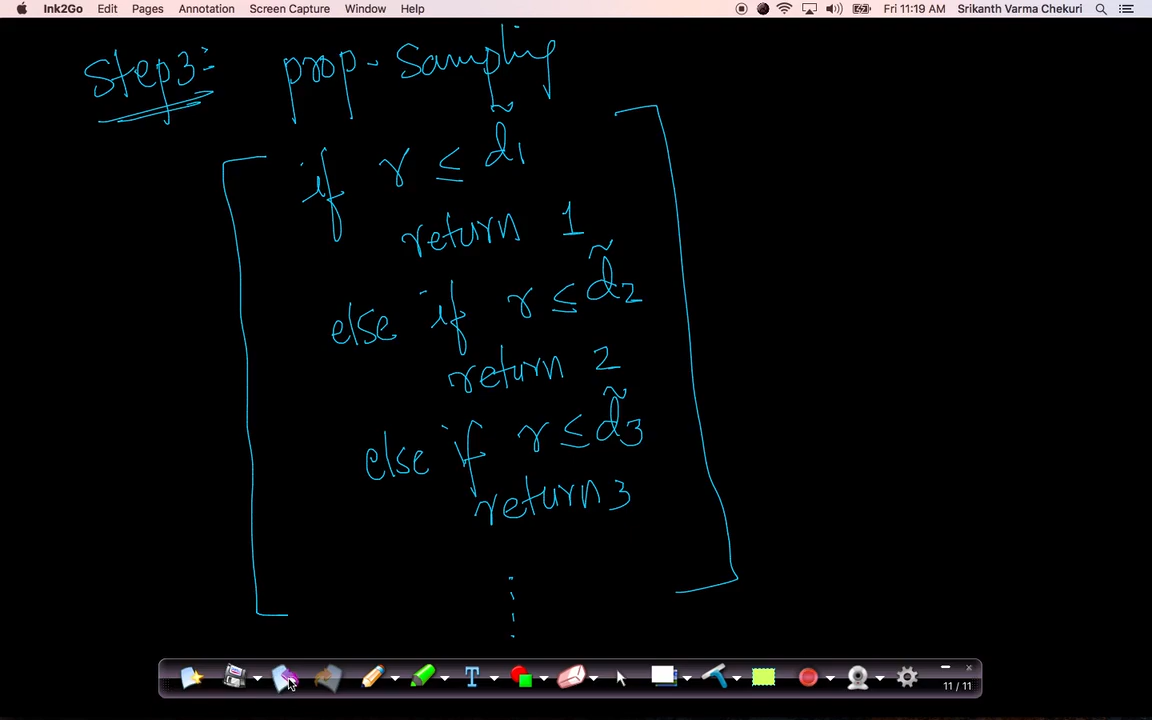 Ink2Go Edit Pages Annotation Screen Capture Window Help Fri 11:19 AM Srikanth Varma Chekuri
Step3:- prop-Sampling
if r ≤ d̃1
return 1
else if r ≤ d̃2
return 2
else if r ≤ d̃3
return 3
T
11 / 11